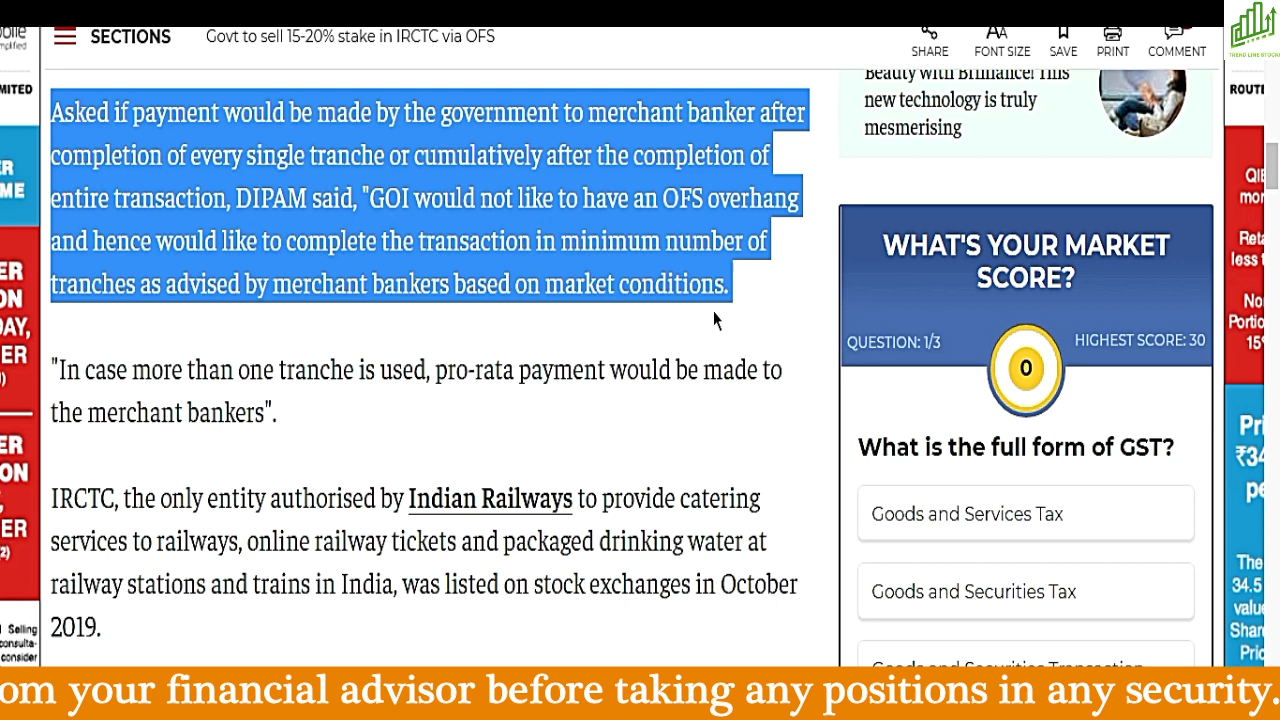 SECTIONS
Govt to sell 15-20% stake in IRCTC via OFS
SHARE
FONT SIZE
SAVE
PRINT
COMMENT
Asked if payment would be made by the government to merchant banker after
completion of every single tranche or cumulatively after the completion of
entire transaction, DIPAM said, "GOI would not like to have an OFS overhang
and hence would like to complete the transaction in minimum number of
tranches as advised by merchant bankers based on market conditions.
"In case more than one tranche is used, pro-rata payment would be made to
the merchant bankers".
IRCTC, the only entity authorised by Indian Railways to provide catering
services to railways, online railway tickets and packaged drinking water at
railway stations and trains in India, was listed on stock exchanges in October
2019.
Beauty with Brilliance! This
new technology is truly
mesmerising
WHAT'S YOUR MARKET
SCORE?
QUESTION: 1/3
HIGHEST SCORE: 30
0
What is the full form of GST?
Goods and Services Tax
Goods and Securities Tax
Goods and Securities Transaction
TREND LINE STOCKS
om your financial advisor before taking any positions in any security.